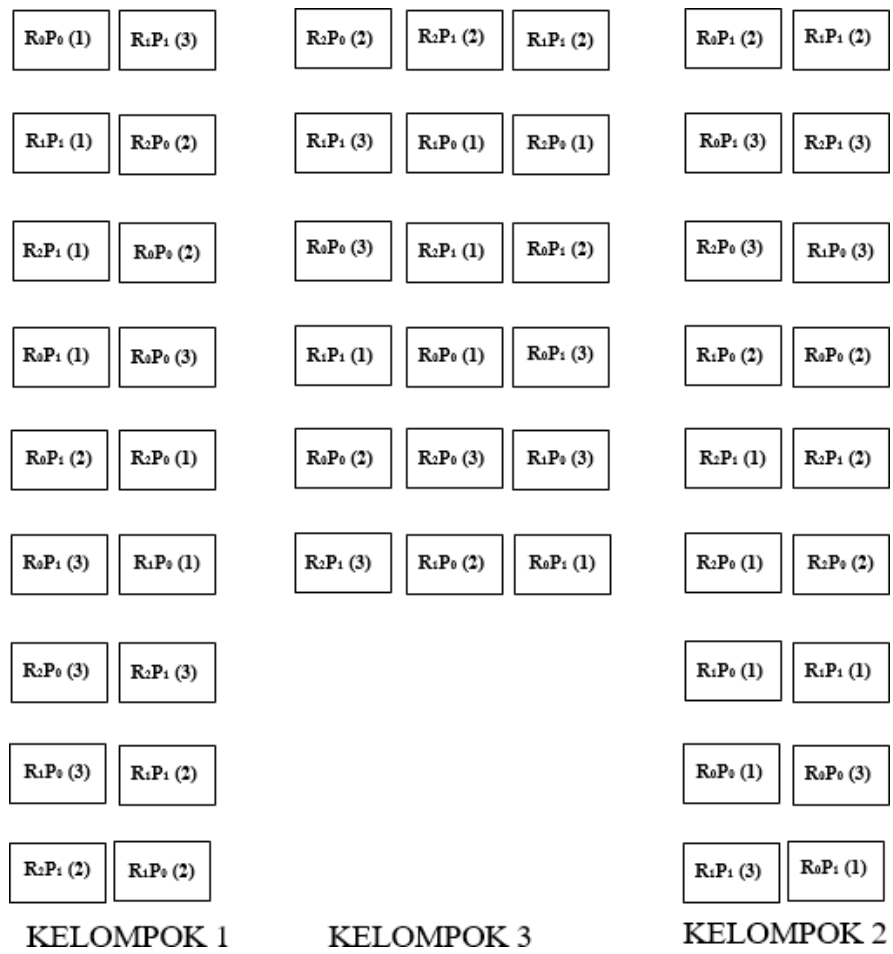 R₀P₀ (1) R₁P₁ (3) R₂P₀ (2) R₂P₁ (2) R₁P₁ (2) R₀P₁ (2) R₁P₁ (2)
R₁P₁ (1) R₂P₀ (2) R₁P₁ (3) R₁P₀ (1) R₂P₀ (1) R₀P₁ (3) R₂P₁ (3)
R₂P₁ (1) R₀P₀ (2) R₀P₀ (3) R₂P₁ (1) R₀P₁ (2) R₂P₀ (3) R₁P₀ (3)
R₀P₁ (1) R₀P₀ (3) R₁P₁ (1) R₀P₀ (1) R₀P₁ (3) R₁P₀ (2) R₀P₀ (2)
R₀P₁ (2) R₂P₀ (1) R₀P₀ (2) R₂P₀ (3) R₁P₀ (3) R₂P₁ (1) R₂P₁ (2)
R₀P₁ (3) R₁P₀ (1) R₂P₁ (3) R₁P₀ (2) R₀P₁ (1) R₂P₀ (1) R₂P₀ (2)
R₂P₀ (3) R₂P₁ (3) R₁P₀ (1) R₁P₁ (1)
R₁P₀ (3) R₁P₁ (2) R₀P₀ (1) R₀P₀ (3)
R₂P₁ (2) R₁P₀ (2) R₁P₁ (3) R₀P₁ (1)
KELOMPOK 1 KELOMPOK 3 KELOMPOK 2